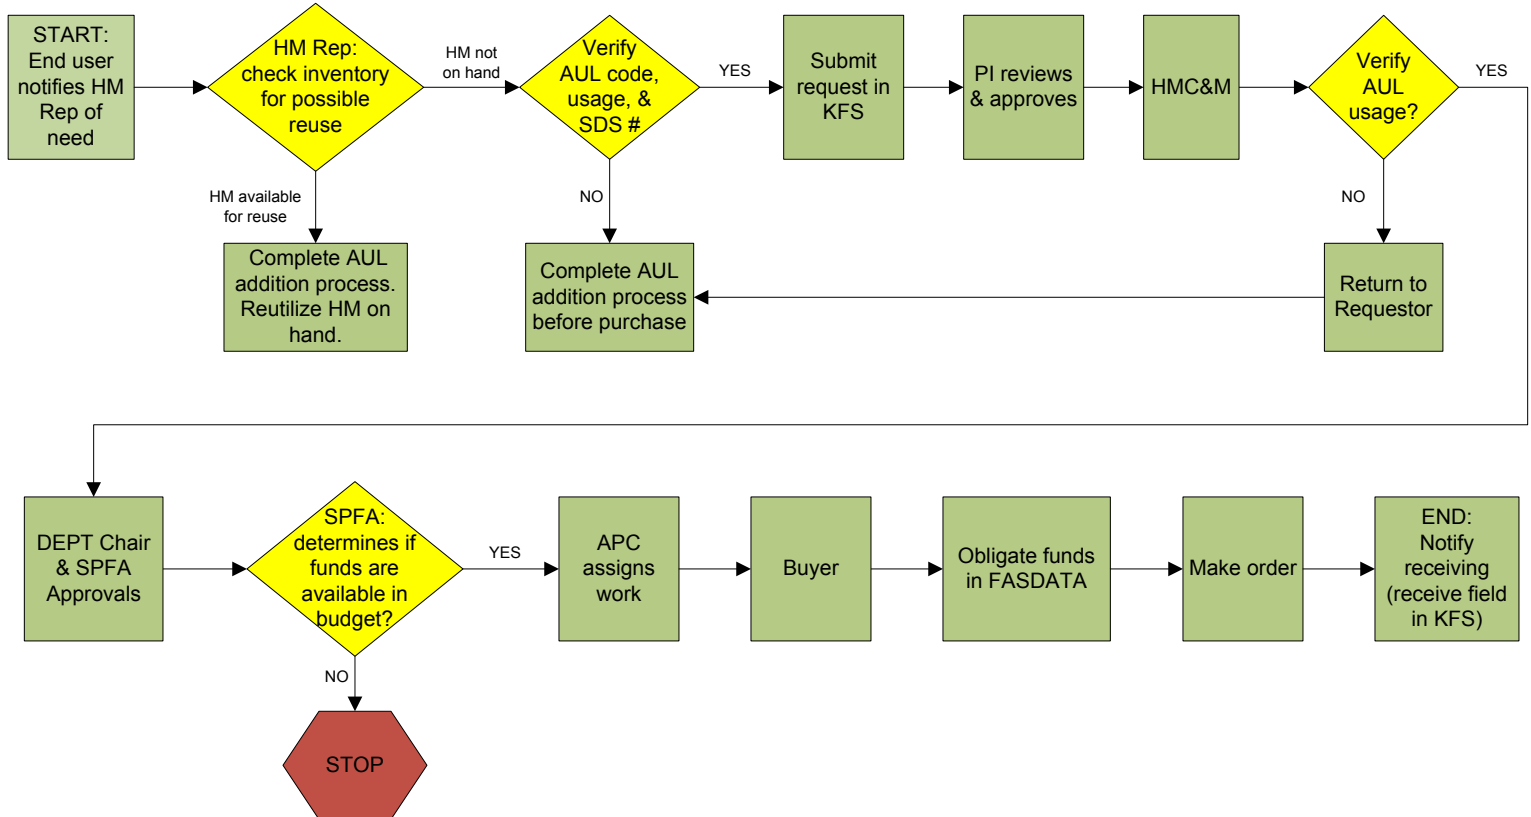 START:
End user
notifies HM
Rep of
need
HM Rep:
check inventory
for possible
reuse
HM not
on hand
Verify
AUL code,
usage, &
SDS #
YES
Submit
request in
KFS
PI reviews
& approves
HMC&M
Verify
AUL
usage?
YES
HM available
for reuse
NO
NO
Complete AUL
addition process.
Reutilize HM on
hand.
Complete AUL
addition process
before purchase
Return to
Requestor
DEPT Chair
& SPFA
Approvals
SPFA:
determines if
funds are
available in
budget?
YES
APC
assigns
work
Buyer
Obligate funds
in FASDATA
Make order
END:
Notify
receiving
(receive field
in KFS)
NO
STOP